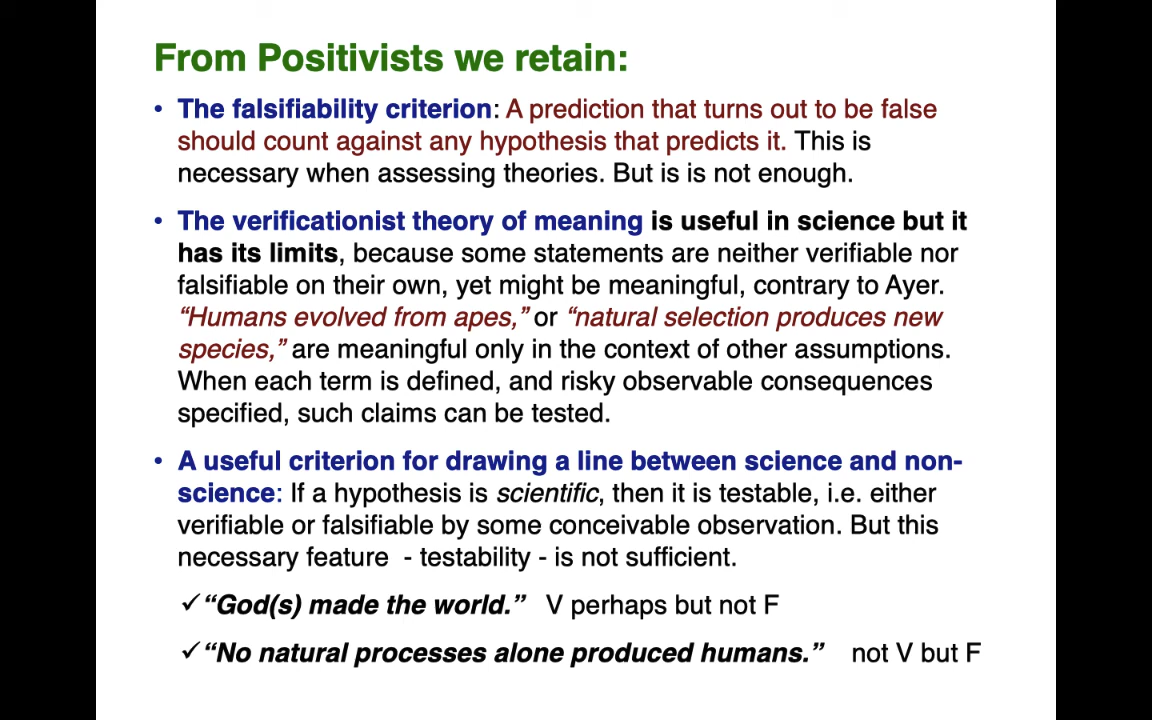 From Positivists we retain:
• The falsifiability criterion: A prediction that turns out to be false
should count against any hypothesis that predicts it. This is
necessary when assessing theories. But is is not enough.
• The verificationist theory of meaning is useful in science but it
has its limits, because some statements are neither verifiable nor
falsifiable on their own, yet might be meaningful, contrary to Ayer.
“Humans evolved from apes,” or “natural selection produces new
species,” are meaningful only in the context of other assumptions.
When each term is defined, and risky observable consequences
specified, such claims can be tested.
• A useful criterion for drawing a line between science and non-
science: If a hypothesis is scientific, then it is testable, i.e. either
verifiable or falsifiable by some conceivable observation. But this
necessary feature - testability - is not sufficient.
✓“God(s) made the world.” V perhaps but not F
✓“No natural processes alone produced humans.” not V but F